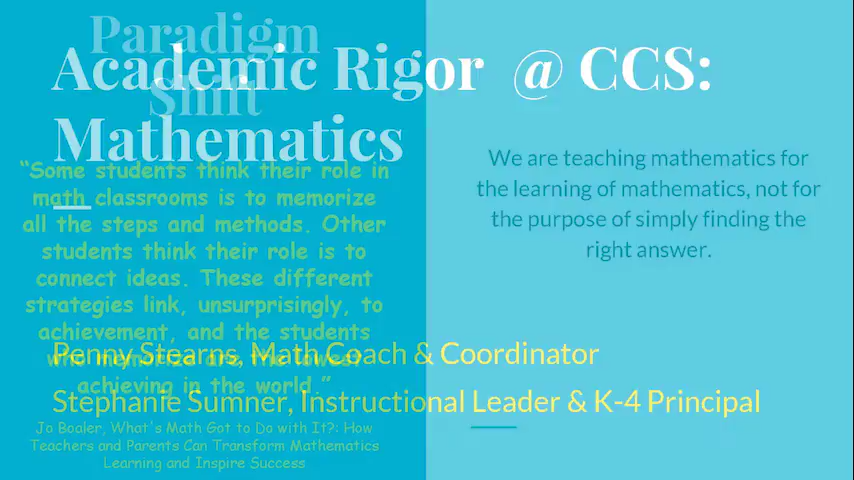 Paradigm
Shift
Academic Rigor @ CCS:
Mathematics
“Some students think their role in
math classrooms is to memorize
all the steps and methods. Other
students think their role is to
connect ideas. These different
strategies link, unsurprisingly, to
achievement, and the students
who memorize are the lowest
achieving in the world.”
Jo Boaler, What's Math Got to Do with It?: How
Teachers and Parents Can Transform Mathematics
Learning and Inspire Success
We are teaching mathematics for
the learning of mathematics, not for
the purpose of simply finding the
right answer.
Penny Stearns, Math Coach & Coordinator
Stephanie Sumner, Instructional Leader & K-4 Principal